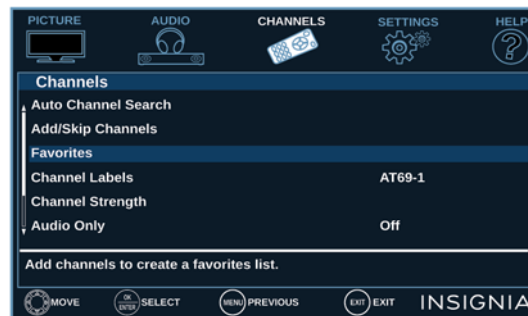 PICTURE AUDIO CHANNELS SETTINGS HELP
Channels
Auto Channel Search
Add/Skip Channels
Favorites
Channel Labels AT69-1
Channel Strength
Audio Only Off
Add channels to create a favorites list.
MOVE OK ENTER SELECT MENU PREVIOUS EXIT EXIT INSIGNIA